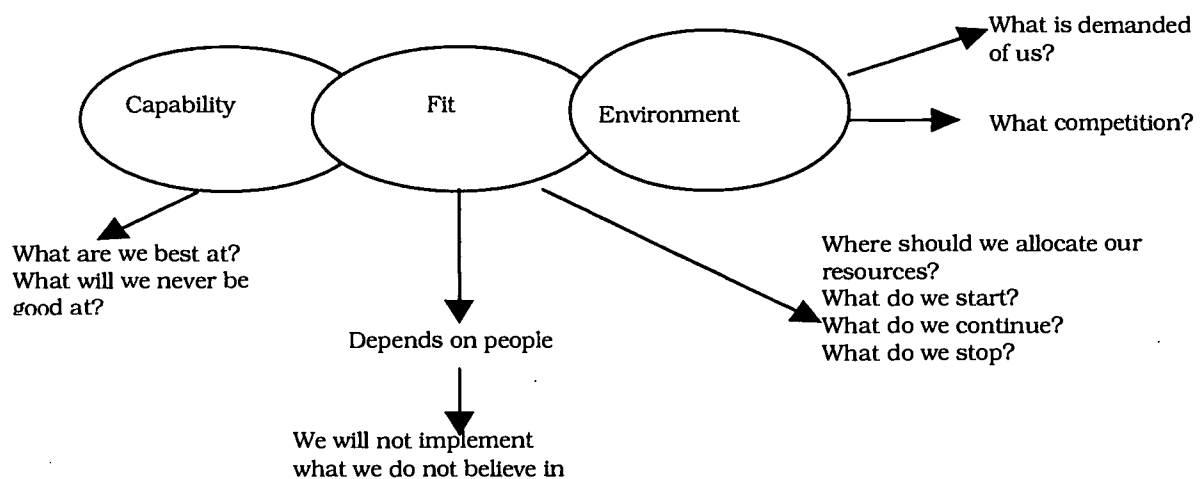 What is demanded
of us?
Capability
Fit
Environment
What competition?
What are we best at?
What will we never be
good at?
Where should we allocate our
resources?
What do we start?
What do we continue?
What do we stop?
Depends on people
We will not implement
what we do not believe in